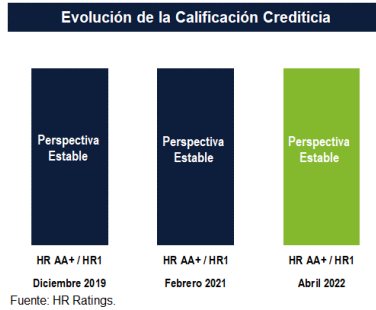 Evolución de la Calificación Crediticia
Perspectiva Estable
Perspectiva Estable
Perspectiva Estable
HR AA+ / HR1
HR AA+ / HR1
HR AA+ / HR1
Diciembre 2019
Febrero 2021
Abril 2022
Fuente: HR Ratings.